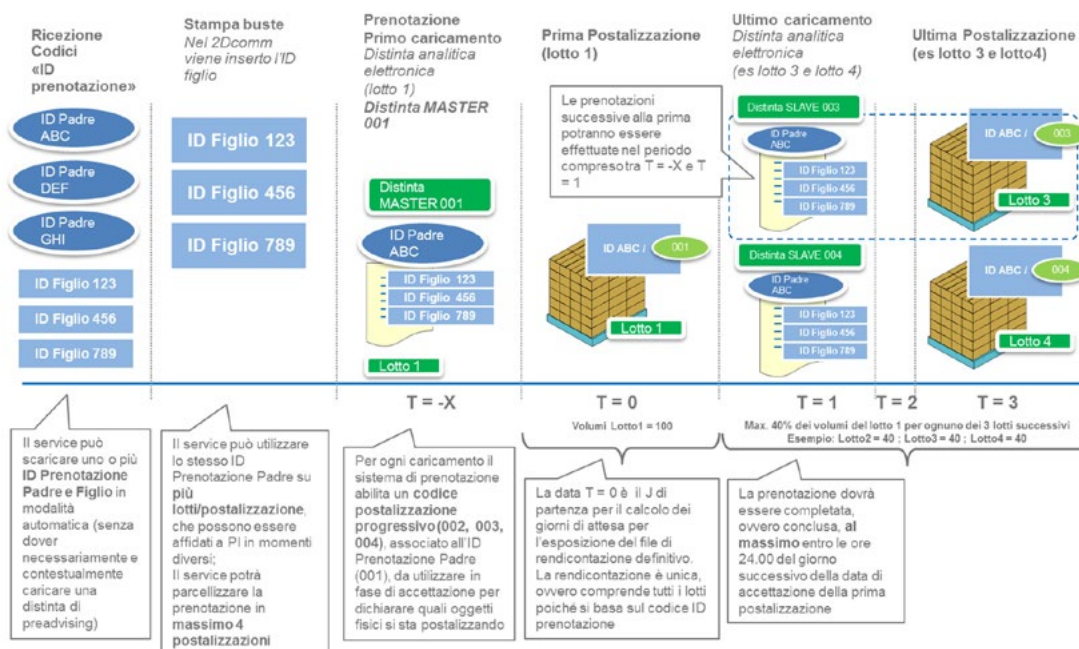 Ricezione
Codici
«ID
prenotazione»
ID Padre
ABC
ID Padre
DEF
ID Padre
GHI
ID Figlio 123
ID Figlio 456
ID Figlio 789
Stampa buste
Nel 2Dcomm
viene inserto l'ID
figlio
ID Figlio 123
ID Figlio 456
ID Figlio 789
Prenotazione
Primo caricamento
Distinta analitica
elettronica
(lotto 1)
Distinta MASTER
001
Distinta
MASTER 001
ID Padre
ABC
ID Figlio 123
ID Figlio 456
ID Figlio 789
Lotto 1
Prima Postalizzazione
(lotto 1)
Le prenotazioni
successive alla prima
potranno essere
effettuate nel periodo
compreso tra T = -X e T
= 1
ID ABC /
001
Lotto 1
Ultimo caricamento
Distinta analitica
elettronica
(es lotto 3 e lotto 4)
Distinta SLAVE 003
ID Padre
ABC
ID Figlio 123
ID Figlio 456
ID Figlio 789
Distinta SLAVE 004
ID Padre
ABC
ID Figlio 123
ID Figlio 456
ID Figlio 789
Ultima Postalizzazione
(es lotto 3 e lotto4)
ID ABC /
003
Lotto 3
ID ABC /
004
Lotto 4
T = -X
T = 0
T = 1
T = 2
T = 3
Volumi Lotto1 = 100
Max. 40% dei volumi del lotto 1 per ognuno dei 3 lotti successivi
Esempio: Lotto2 = 40 ; Lotto3 = 40 ; Lotto4 = 40
Il service può
scaricare uno o più
ID Prenotazione
Padre e Figlio in
modalità
automatica (senza
dover
necessariamente e
contestualmente
caricare una
distinta di
preadvising)
Il service può utilizzare
lo stesso ID
Prenotazione Padre su
più
lotti/postalizzazione,
che possono essere
affidati a PI in momenti
diversi;
Il service potrà
parcellizzare la
prenotazione in
massimo 4
postalizzazioni
Per ogni caricamento il
sistema di prenotazione
abilita un codice
postalizzazione
progressivo (002, 003,
004), associato all'ID
Prenotazione Padre
(001), da utilizzare in
fase di accettazione per
dichiarare quali oggetti
fisici si sta postalizzando
La data T = 0 è il J di
partenza per il calcolo dei
giorni di attesa per
l'esposizione del file di
rendicontazione definitivo.
La rendicontazione è unica,
ovvero comprende tutti i lotti
poiché si basa sul codice ID
prenotazione
La prenotazione dovrà
essere completata,
ovvero conclusa, al
massimo entro le ore
24.00 del giorno
successivo della data di
accettazione della prima
postalizzazione